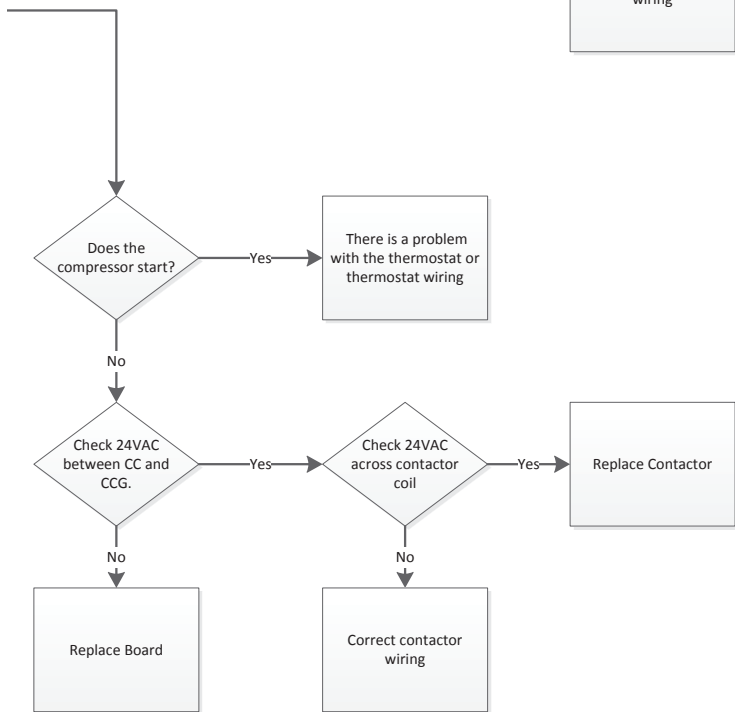 wiring
Does the
compressor start?
Yes
There is a problem
with the thermostat or
thermostat wiring
No
Check 24VAC
between CC and
CCG.
Yes
Check 24VAC
across contactor
coil
Yes
Replace Contactor
No
No
Replace Board
Correct contactor
wiring